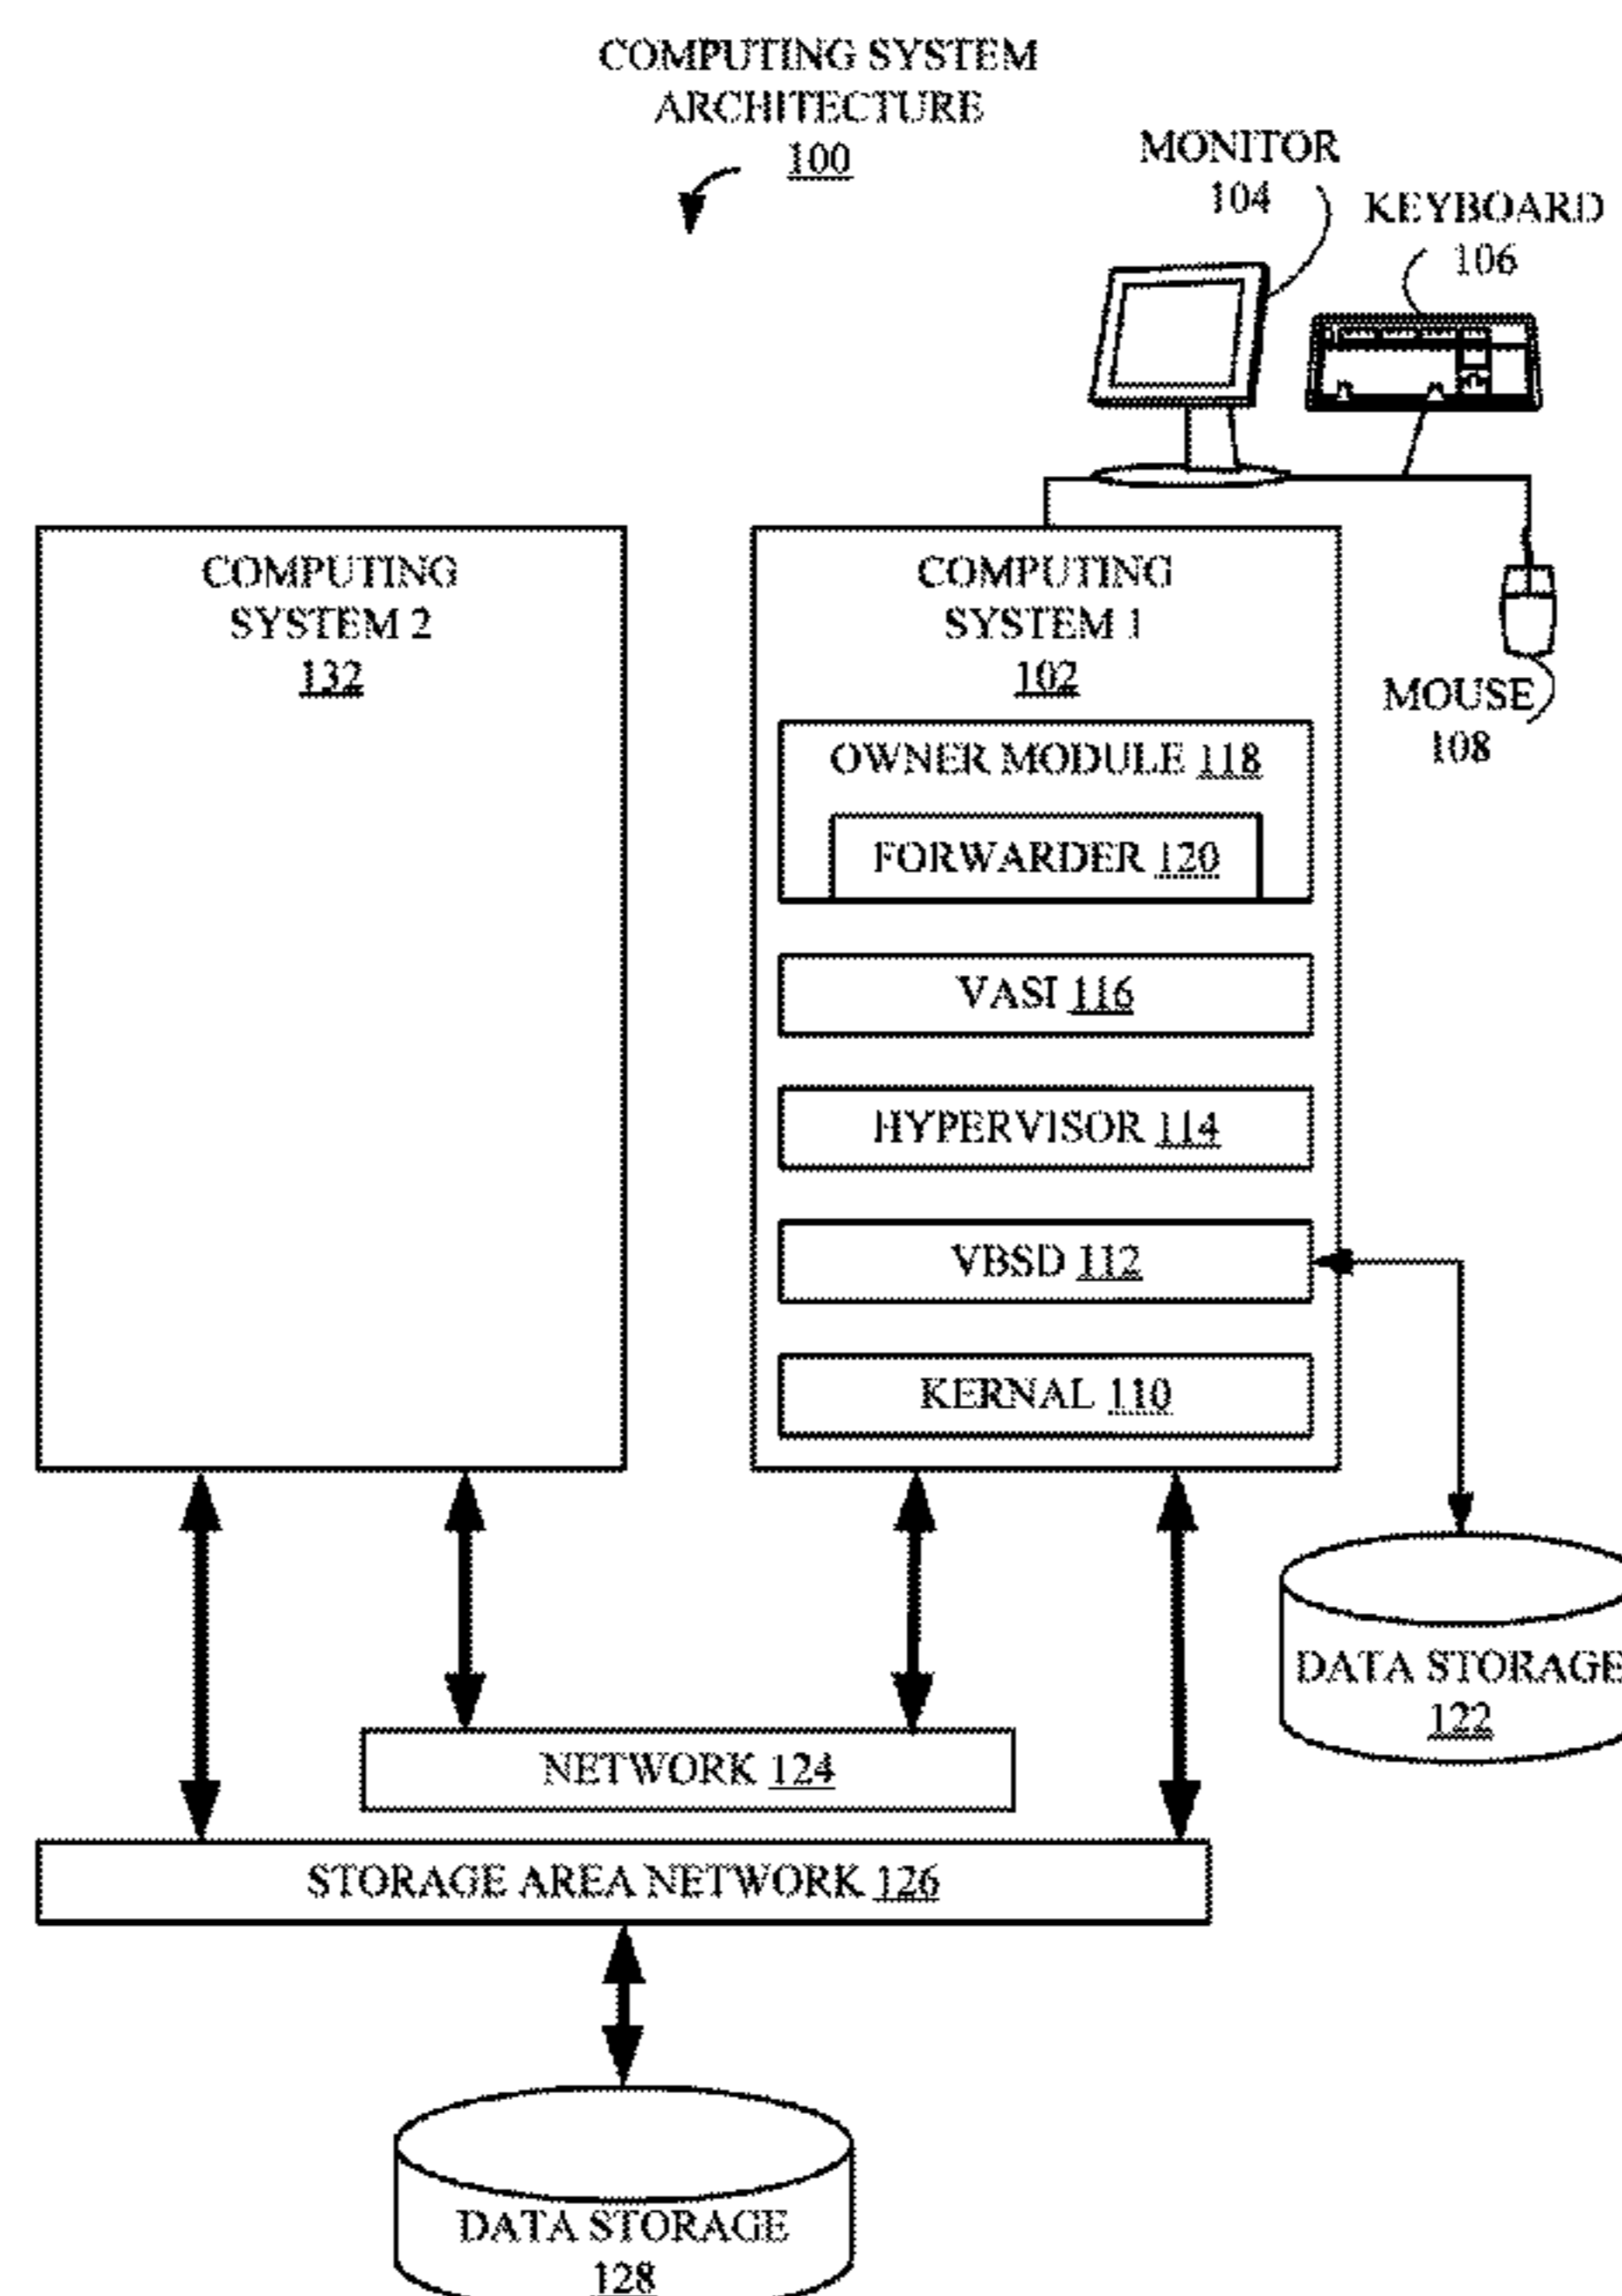 COMPUTING SYSTEM
ARCHITECTURE
100
MONITOR
104
KEYBOARD
106
COMPUTING
SYSTEM 2
132
COMPUTING
SYSTEM 1
102
MOUSE
108
OWNER MODULE 118
FORWARDER 120
VASI 116
HYPERVISOR 114
VBSD 112
KERNAL 110
DATA STORAGE
122
NETWORK 124
STORAGE AREA NETWORK 126
DATA STORAGE
128